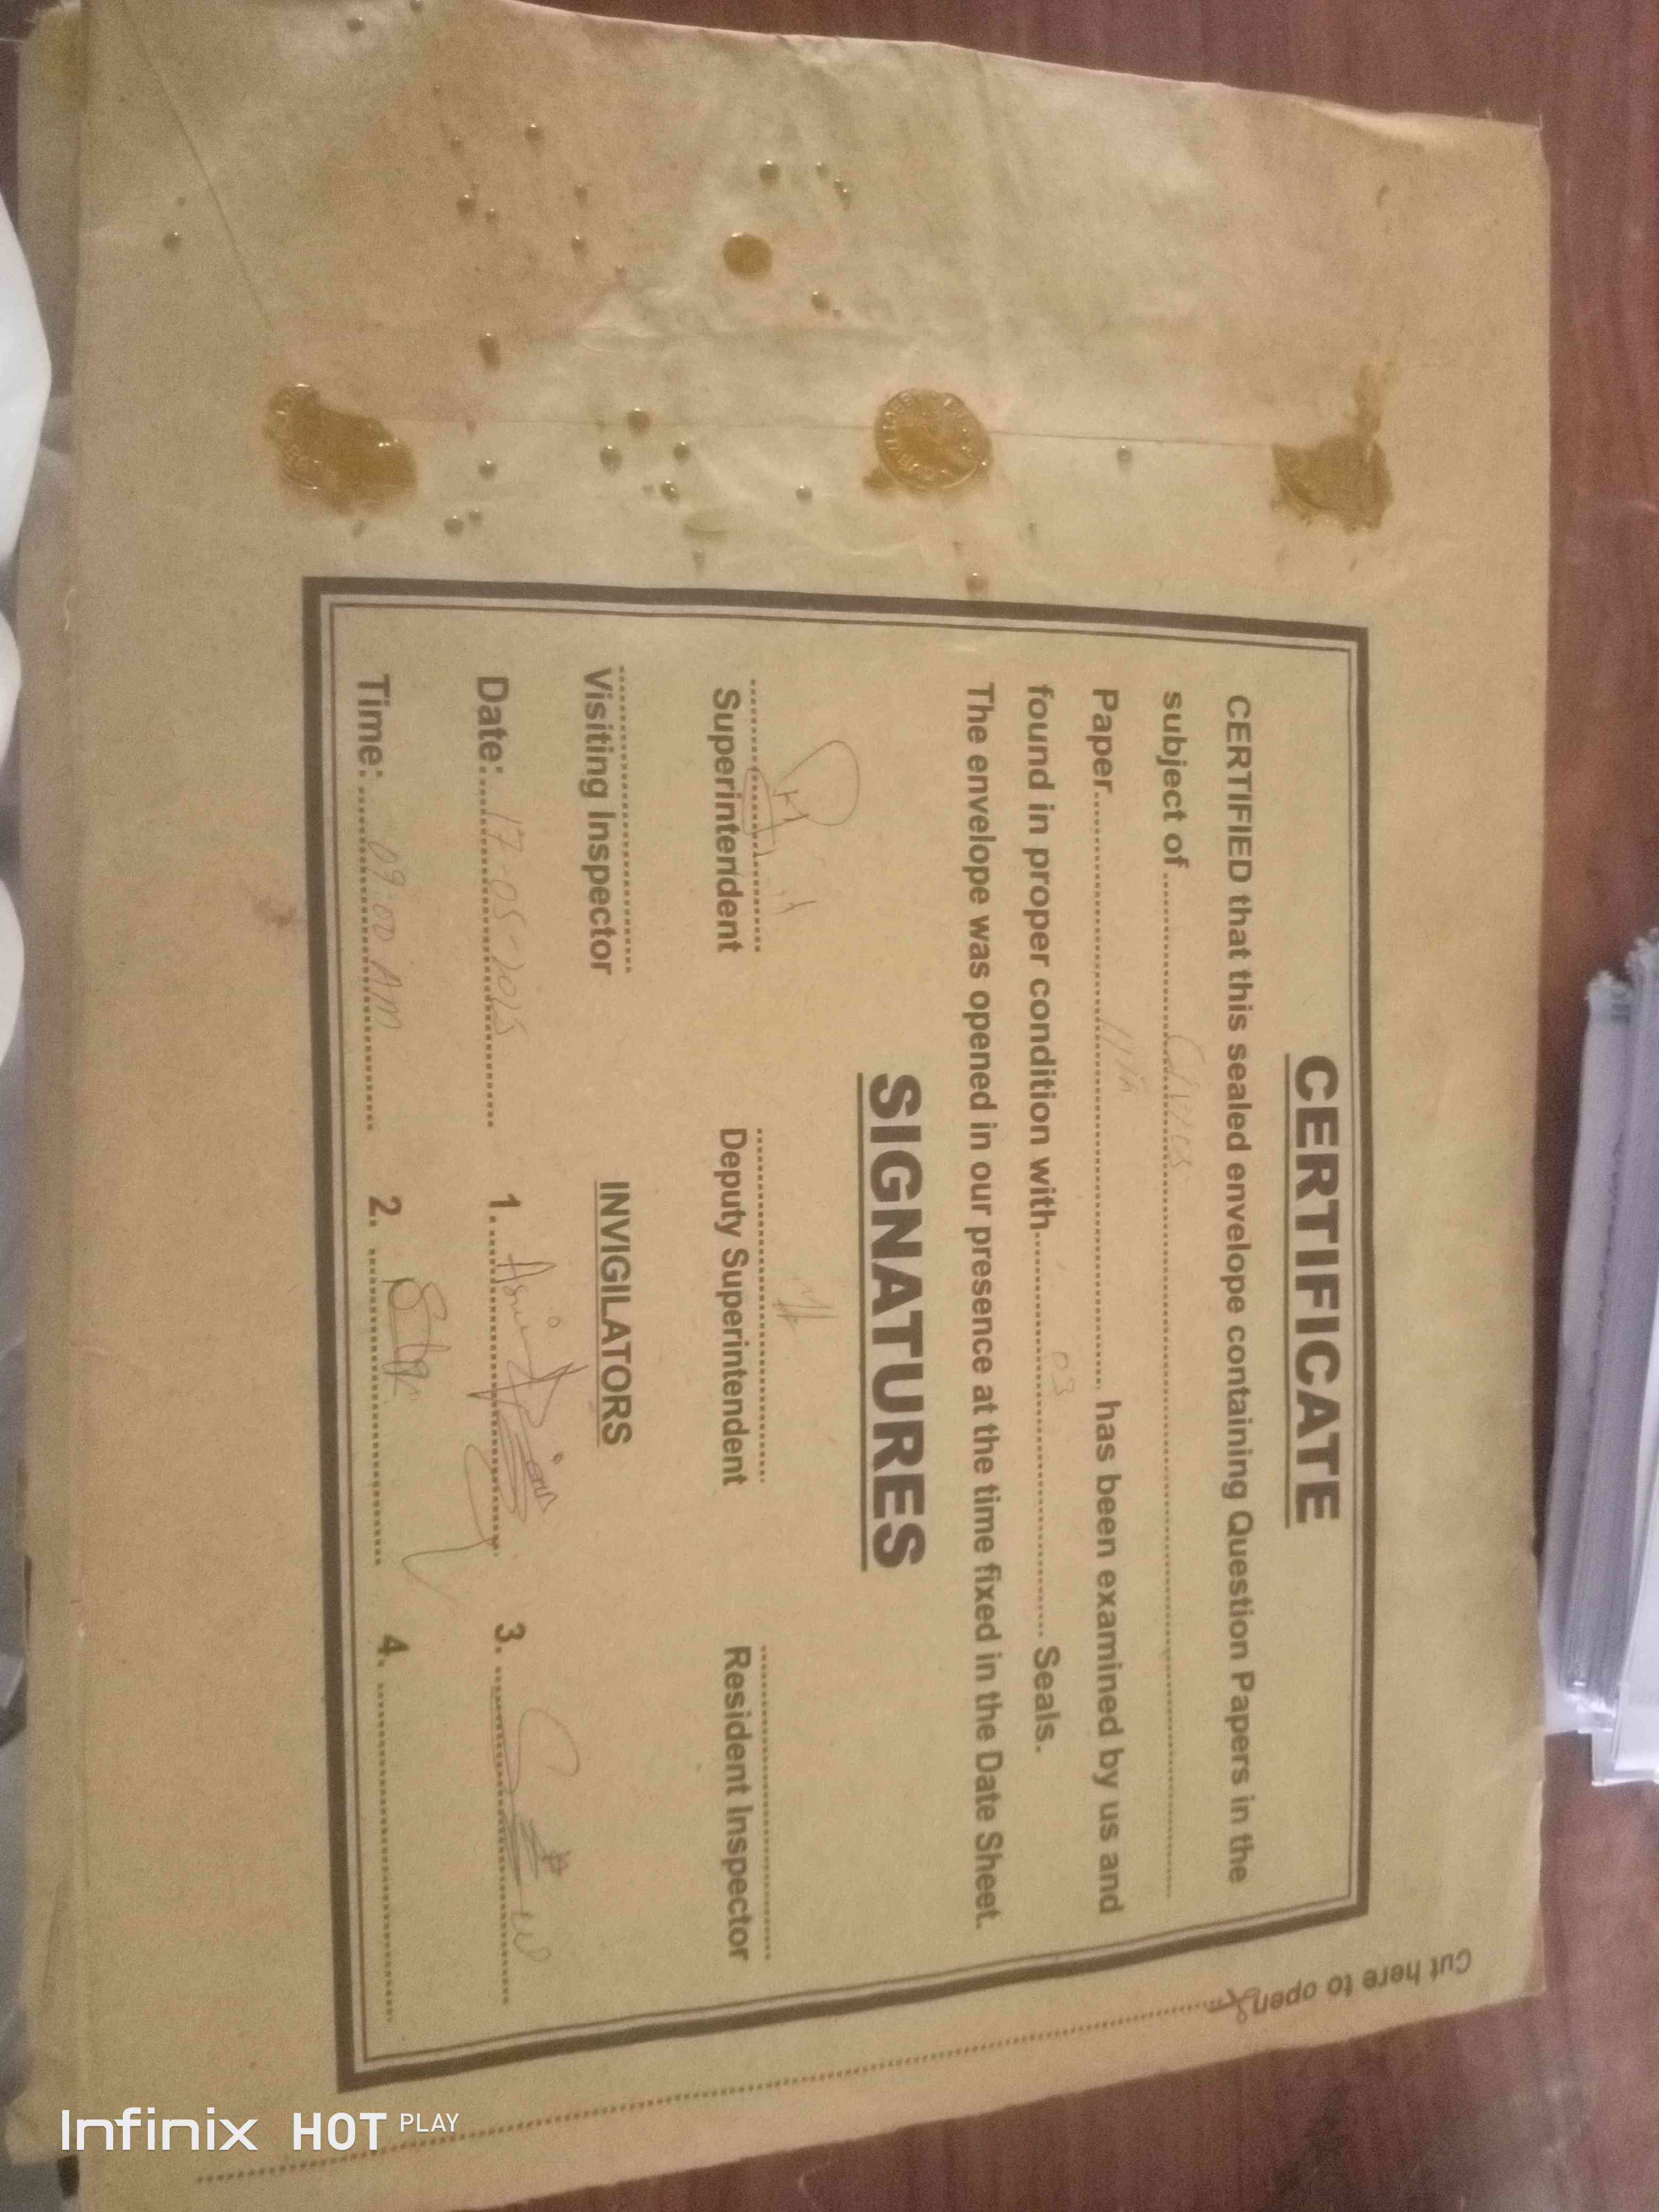 CERTIFICATE
CERTIFIED that this sealed envelope containing Question Papers in the
subject of.......... Civics ..........
Paper.......... 11th .......... has been examined by us and
found in proper condition with.......... 03 .......... Seals.
The envelope was opened in our presence at the time fixed in the Date Sheet.
SIGNATURES
Superintendent Deputy Superintendent Resident Inspector
Visiting Inspector INVIGILATORS
Date: 17-05-2025 1. 3.
Time: 09:00 AM 2. 4.
Cut here to open
Infinix HOT PLAY